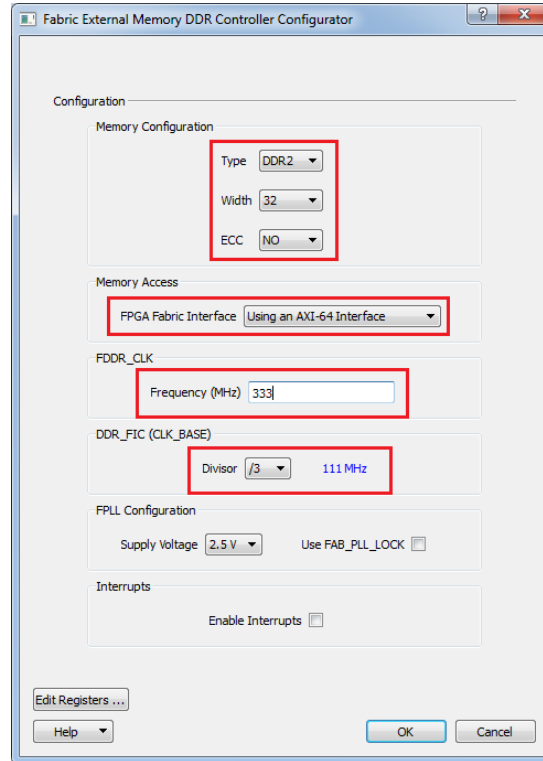 Fabric External Memory DDR Controller Configurator
Configuration
Memory Configuration
Type DDR2
Width 32
ECC NO
Memory Access
FPGA Fabric Interface Using an AXI-64 Interface
FDDR_CLK
Frequency (MHz) 333
DDR_FIC (CLK_BASE)
Divisor /3 111 MHz
FPLL Configuration
Supply Voltage 2.5 V Use FAB_PLL_LOCK
Interrupts
Enable Interrupts
Edit Registers ...
Help OK Cancel